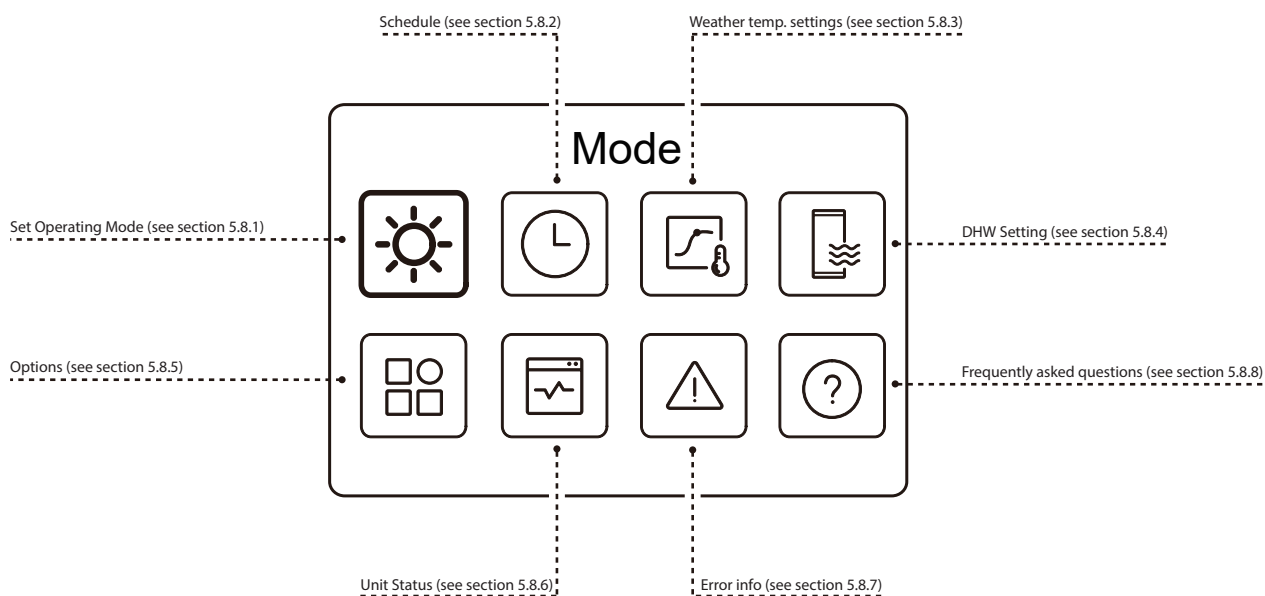 Schedule (see section 5.8.2)
Weather temp. settings (see section 5.8.3)
Mode
Set Operating Mode (see section 5.8.1)
DHW Setting (see section 5.8.4)
Options (see section 5.8.5)
Frequently asked questions (see section 5.8.8)
Unit Status (see section 5.8.6)
Error info (see section 5.8.7)